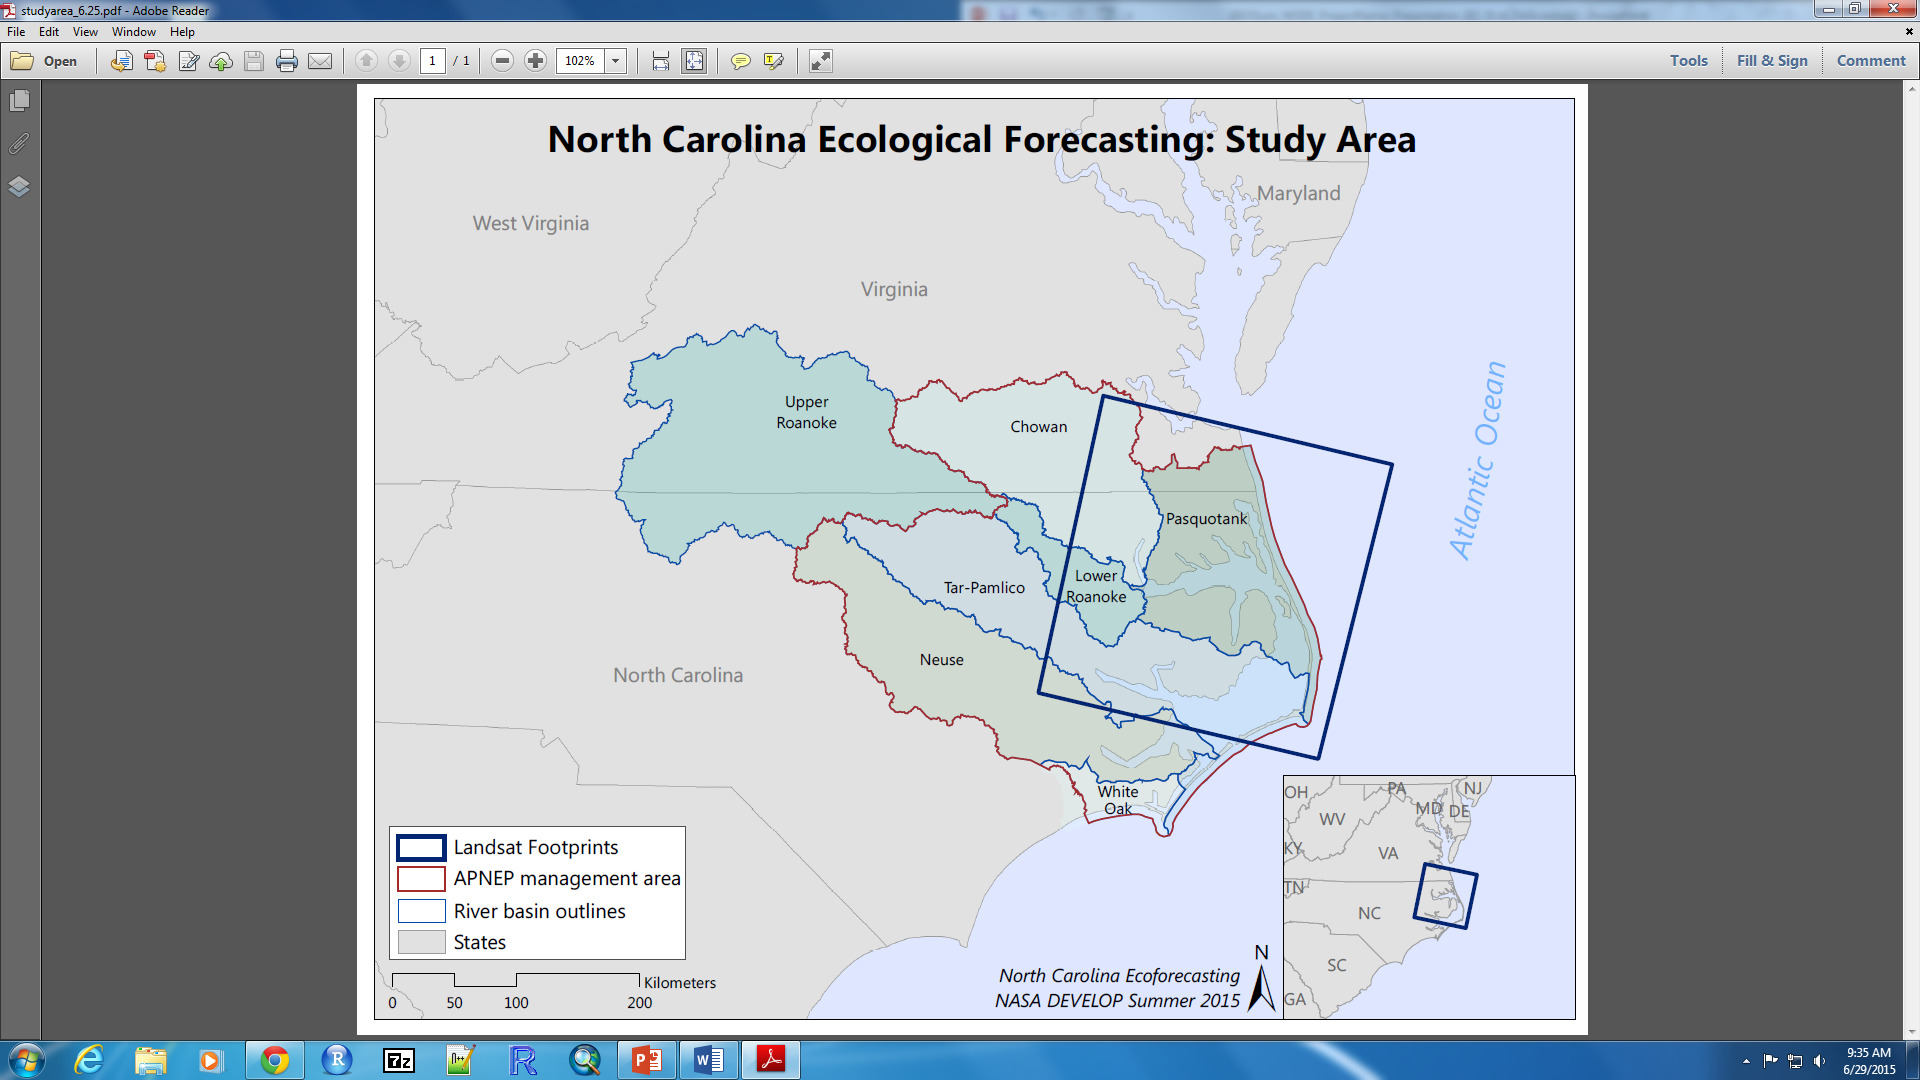 studyarea_6.25.pdf - Adobe Reader
File Edit View Window Help
Open
1 / 1
102%
Tools Fill & Sign Comment
North Carolina Ecological Forecasting: Study Area
Maryland
West Virginia
Virginia
Atlantic Ocean
Upper
Roanoke
Chowan
Pasquotank
Lower
Roanoke
Tar-Pamlico
Neuse
North Carolina
White
Oak
Landsat Footprints
APNEP management area
River basin outlines
States
Kilometers
0 50 100 200
North Carolina Ecoforecasting
NASA DEVELOP Summer 2015
N
OH PA NJ
WV MD DE
KY VA
TN
NC
SC
GA
7z
n++
R
R
9:35 AM
6/29/2015